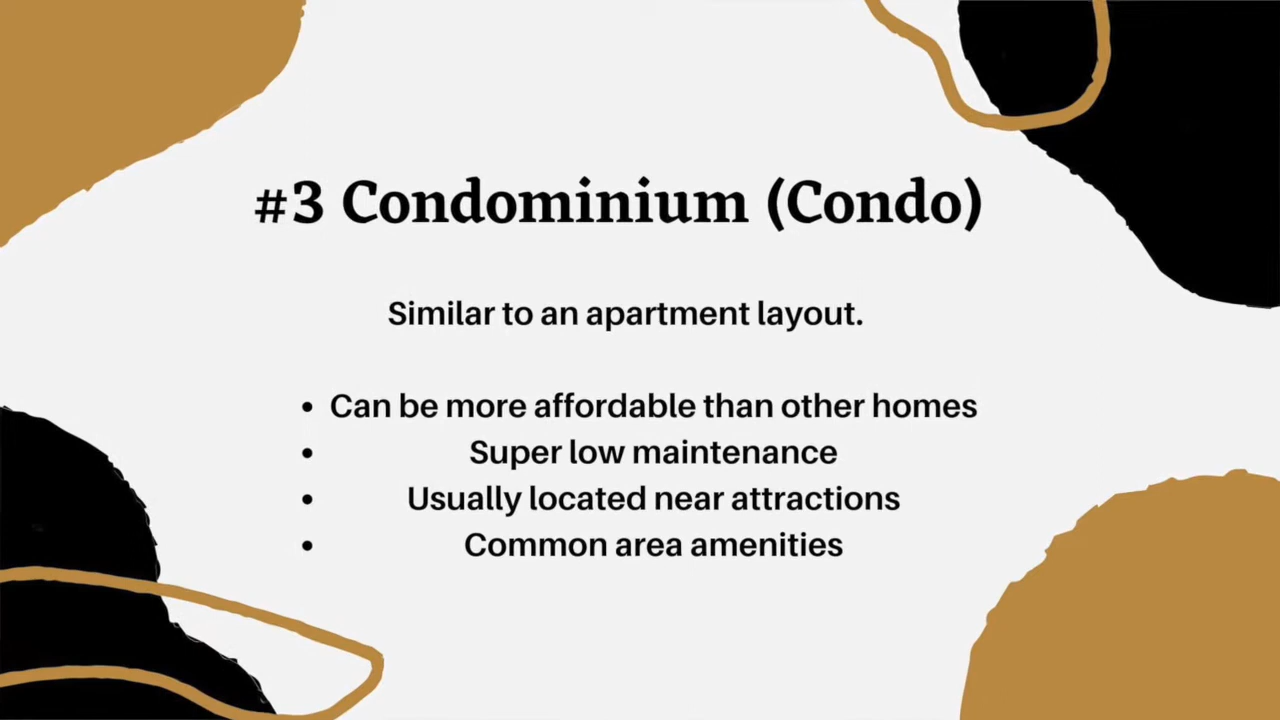 #3 Condominium (Condo)
Similar to an apartment layout.
• Can be more affordable than other homes
• Super low maintenance
• Usually located near attractions
• Common area amenities